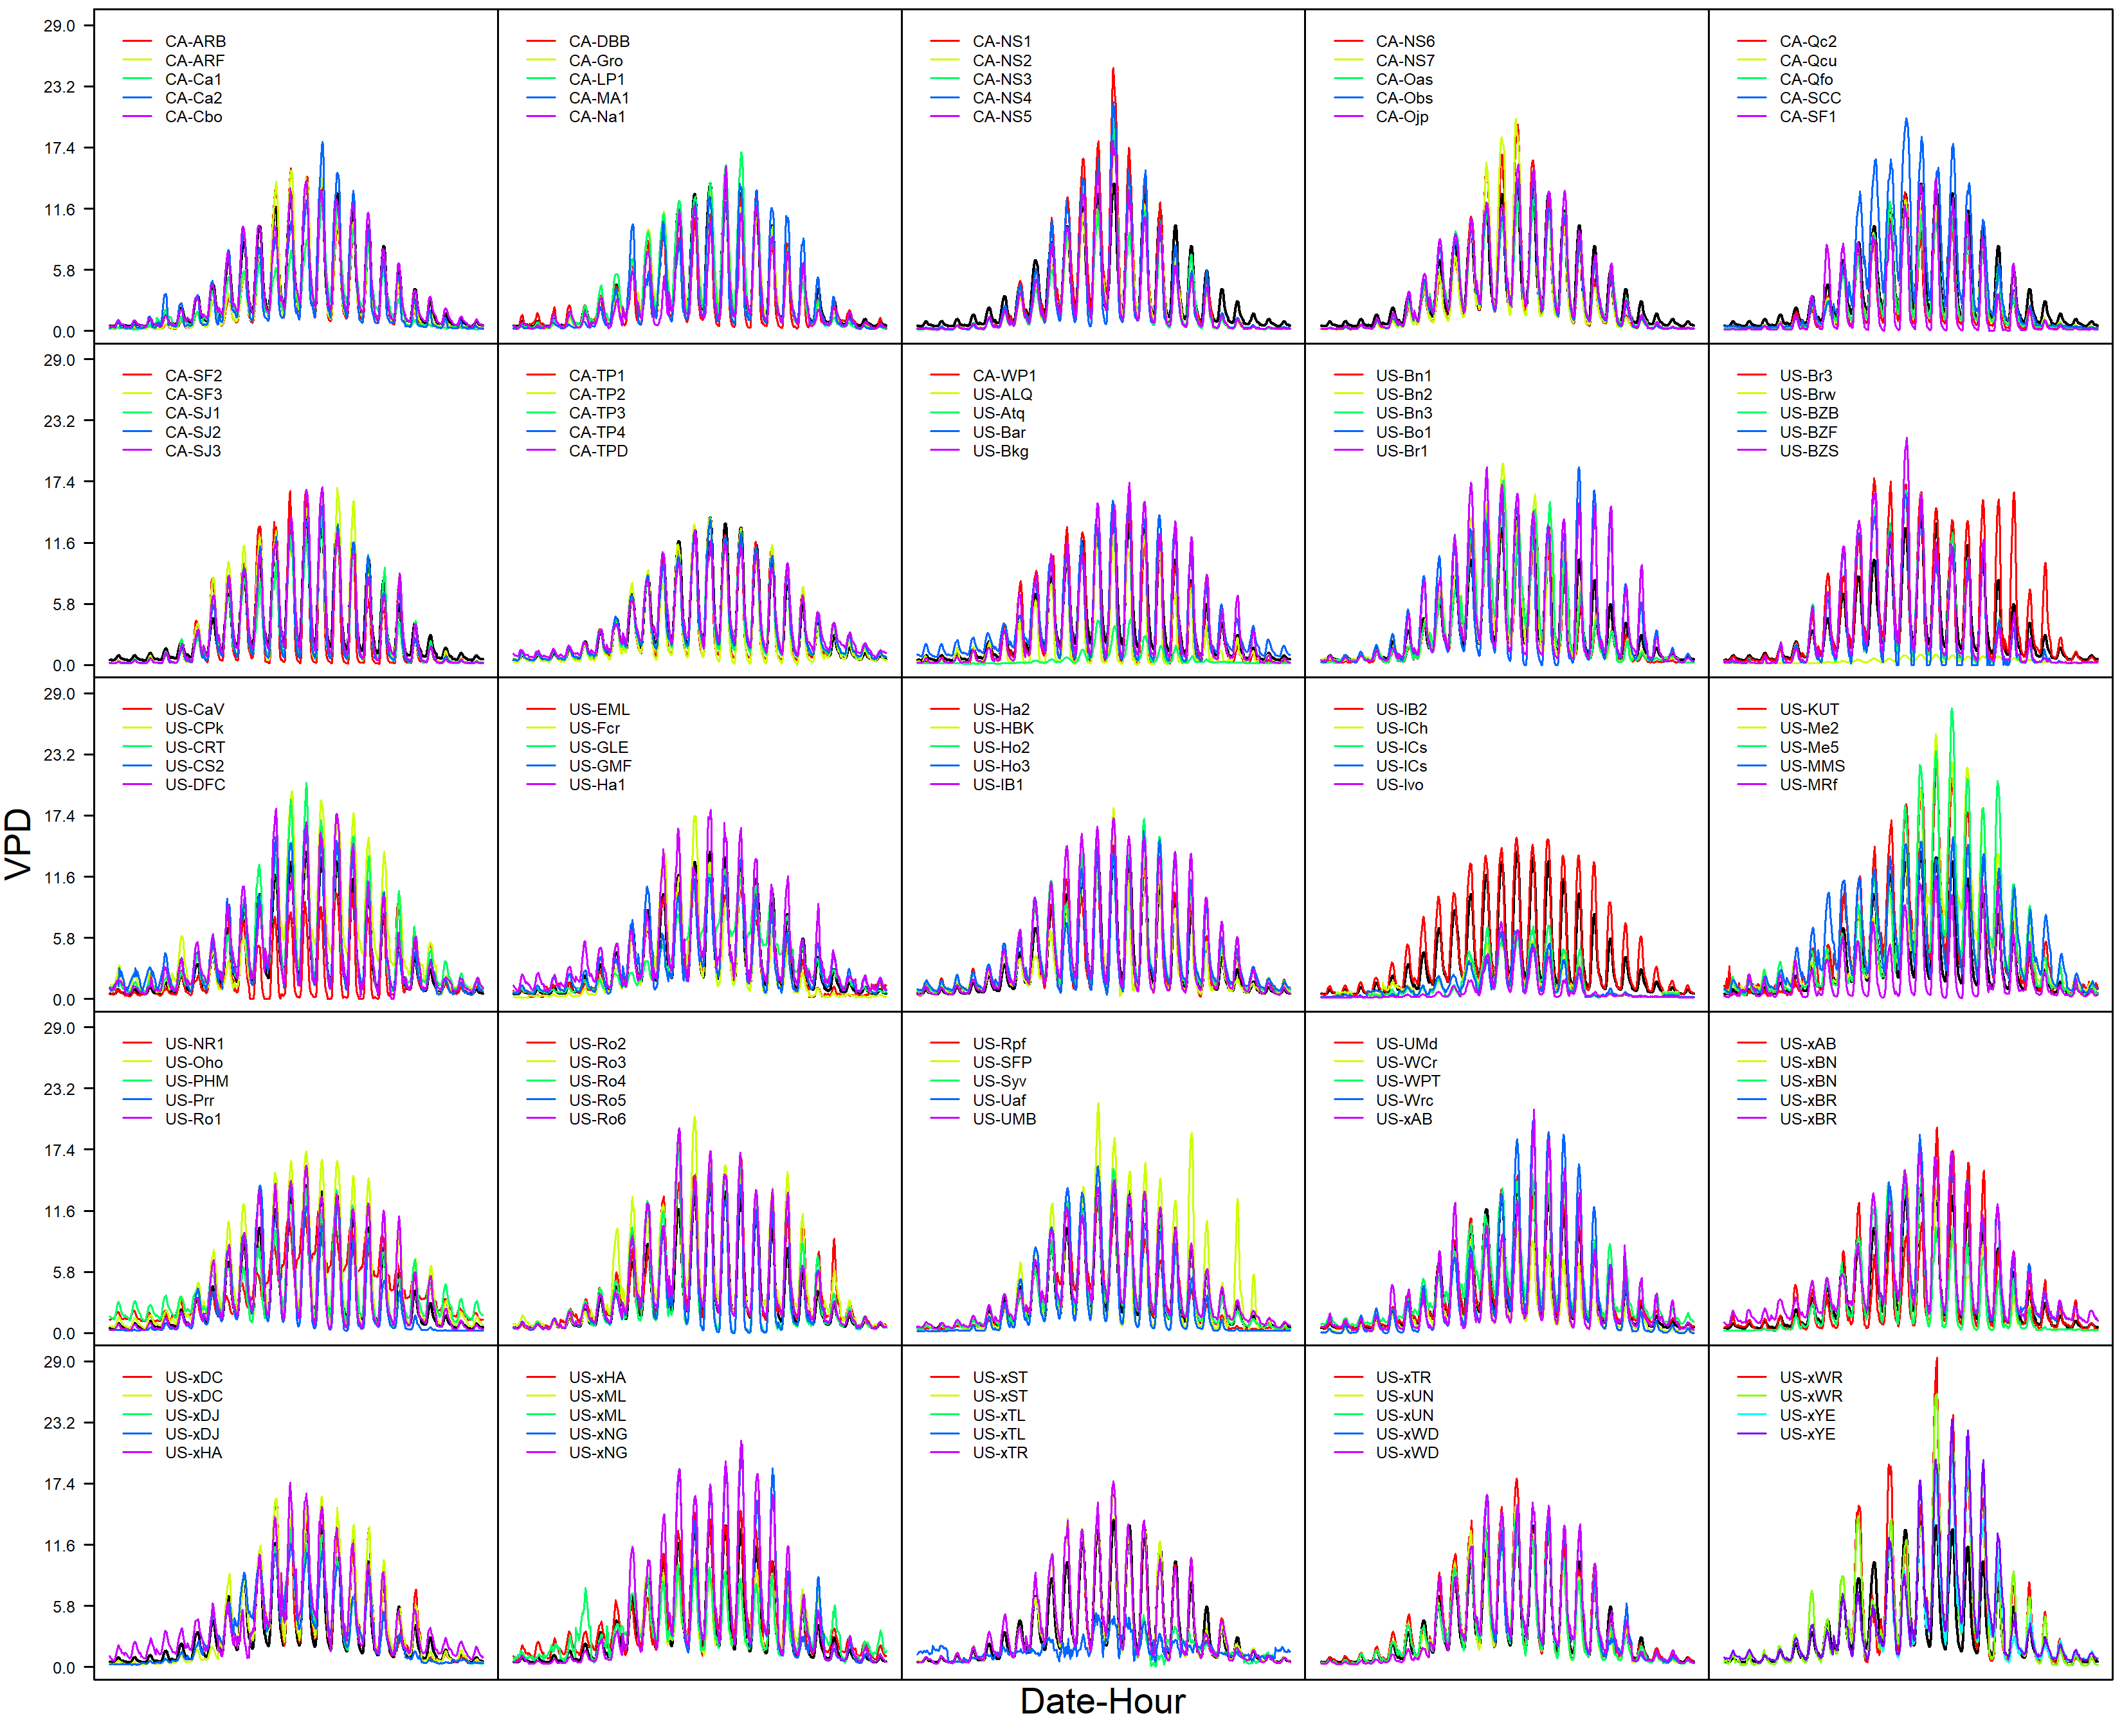 29.0
23.2
17.4
11.6
5.8
0.0
CA-ARB
CA-ARF
CA-Ca1
CA-Ca2
CA-Cbo
CA-DBB
CA-Gro
CA-LP1
CA-MA1
CA-Na1
CA-NS1
CA-NS2
CA-NS3
CA-NS4
CA-NS5
CA-NS6
CA-NS7
CA-Oas
CA-Obs
CA-Ojp
CA-Qc2
CA-Qcu
CA-Qfo
CA-SCC
CA-SF1
29.0
23.2
17.4
11.6
5.8
0.0
CA-SF2
CA-SF3
CA-SJ1
CA-SJ2
CA-SJ3
CA-TP1
CA-TP2
CA-TP3
CA-TP4
CA-TPD
CA-WP1
US-ALQ
US-Atq
US-Bar
US-Bkg
US-Bn1
US-Bn2
US-Bn3
US-Bo1
US-Br1
US-Br3
US-Brw
US-BZB
US-BZF
US-BZS
VPD
29.0
23.2
17.4
11.6
5.8
0.0
US-CaV
US-CPk
US-CRT
US-CS2
US-DFC
US-EML
US-Fcr
US-GLE
US-GMF
US-Ha1
US-Ha2
US-HBK
US-Ho2
US-Ho3
US-IB1
US-IB2
US-ICh
US-ICs
US-ICs
US-Ivo
US-KUT
US-Me2
US-Me5
US-MMS
US-MRf
29.0
23.2
17.4
11.6
5.8
0.0
US-NR1
US-Oho
US-PHM
US-Prr
US-Ro1
US-Ro2
US-Ro3
US-Ro4
US-Ro5
US-Ro6
US-Rpf
US-SFP
US-Syv
US-Uaf
US-UMB
US-UMd
US-WCr
US-WPT
US-Wrc
US-xAB
US-xAB
US-xBN
US-xBN
US-xBR
US-xBR
29.0
23.2
17.4
11.6
5.8
0.0
US-xDC
US-xDC
US-xDJ
US-xDJ
US-xHA
US-xHA
US-xML
US-xML
US-xNG
US-xNG
US-xST
US-xST
US-xTL
US-xTL
US-xTR
US-xTR
US-xUN
US-xUN
US-xWD
US-xWD
US-xWR
US-xWR
US-xYE
US-xYE
Date-Hour